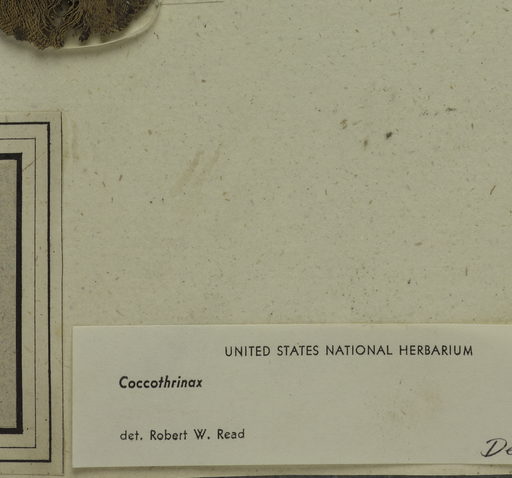 UNITED STATES NATIONAL HERBARIUM
Coccothrinax
det. Robert W. Read